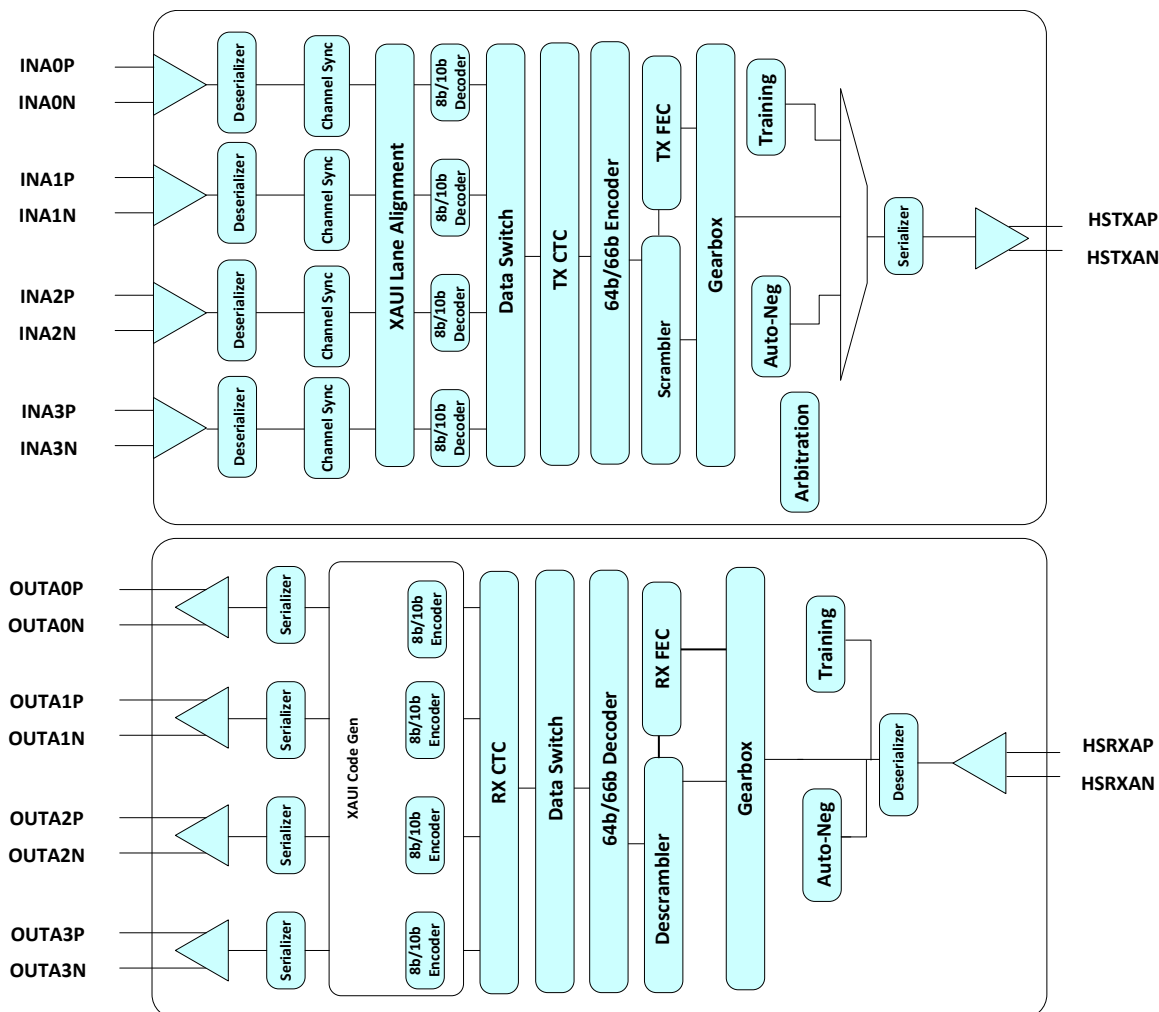 INA0P
INA0N
INA1P
INA1N
INA2P
INA2N
INA3P
INA3N
Deserializer
Deserializer
Deserializer
Deserializer
Channel Sync
Channel Sync
Channel Sync
Channel Sync
XAUI Lane Alignment
8b/10b
Decoder
8b/10b
Decoder
8b/10b
Decoder
8b/10b
Decoder
Data Switch
TX CTC
64b/66b Encoder
TX FEC
Scrambler
Gearbox
Training
Auto-Neg
Arbitration
Serializer
HSTXAP
HSTXAN
OUTA0P
OUTA0N
OUTA1P
OUTA1N
OUTA2P
OUTA2N
OUTA3P
OUTA3N
Serializer
Serializer
Serializer
Serializer
XAUI Code Gen
8b/10b
Encoder
8b/10b
Encoder
8b/10b
Encoder
8b/10b
Encoder
RX CTC
Data Switch
64b/66b Decoder
RX FEC
Descrambler
Gearbox
Training
Auto-Neg
Deserializer
HSRXAP
HSRXAN